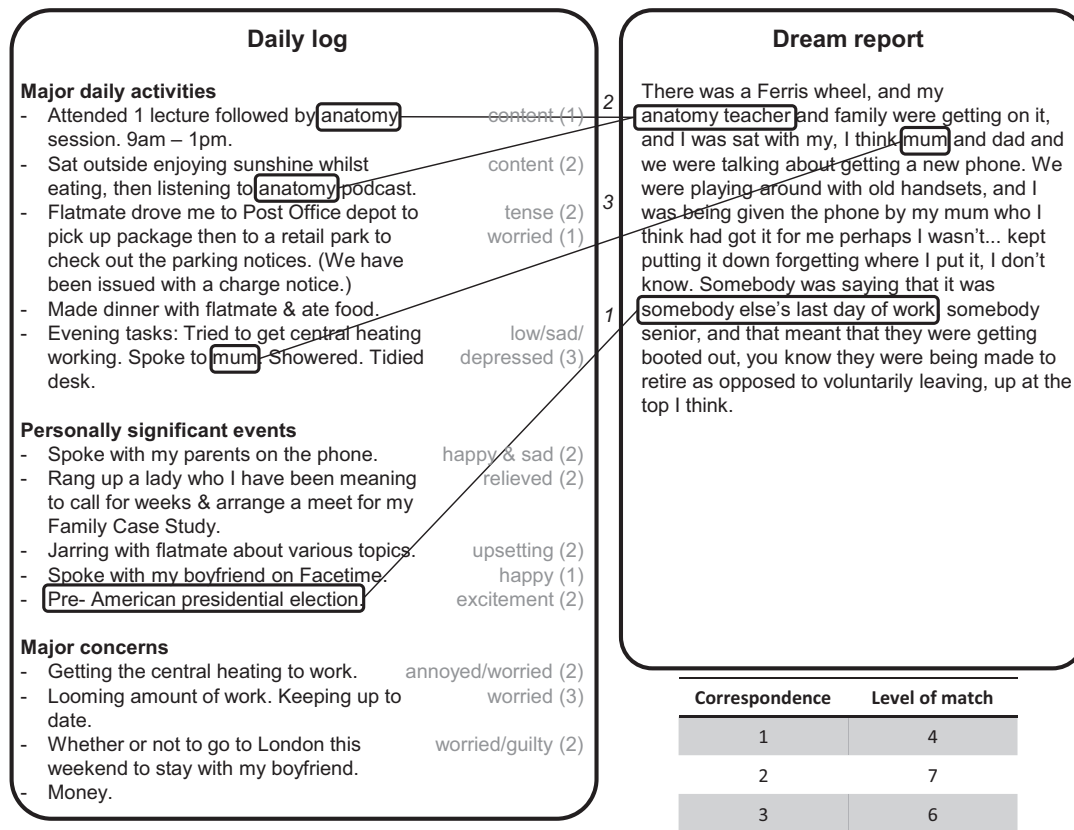 Daily log
Major daily activities
- Attended 1 lecture followed by anatomy content (1)
session. 9am – 1pm.
- Sat outside enjoying sunshine whilst content (2)
eating, then listening to anatomy podcast.
- Flatmate drove me to Post Office depot to tense (2)
pick up package then to a retail park to worried (1)
check out the parking notices. (We have
been issued with a charge notice.)
- Made dinner with flatmate & ate food.
- Evening tasks: Tried to get central heating low/sad/
working. Spoke to mum. Showered. Tidied depressed (3)
desk.
Personally significant events
- Spoke with my parents on the phone. happy & sad (2)
- Rang up a lady who I have been meaning relieved (2)
to call for weeks & arrange a meet for my
Family Case Study.
- Jarring with flatmate about various topics. upsetting (2)
- Spoke with my boyfriend on Facetime. happy (1)
- Pre- American presidential election. excitement (2)
Major concerns
- Getting the central heating to work. annoyed/worried (2)
- Looming amount of work. Keeping up to worried (3)
date.
- Whether or not to go to London this worried/guilty (2)
weekend to stay with my boyfriend.
- Money.
2
3
1
Dream report
There was a Ferris wheel, and my
anatomy teacher and family were getting on it,
and I was sat with my, I think mum and dad and
we were talking about getting a new phone. We
were playing around with old handsets, and I
was being given the phone by my mum who I
think had got it for me perhaps I wasn't... kept
putting it down forgetting where I put it, I don't
know. Somebody was saying that it was
somebody else's last day of work somebody
senior, and that meant that they were getting
booted out, you know they were being made to
retire as opposed to voluntarily leaving, up at the
top I think.
Correspondence Level of match
1 4
2 7
3 6